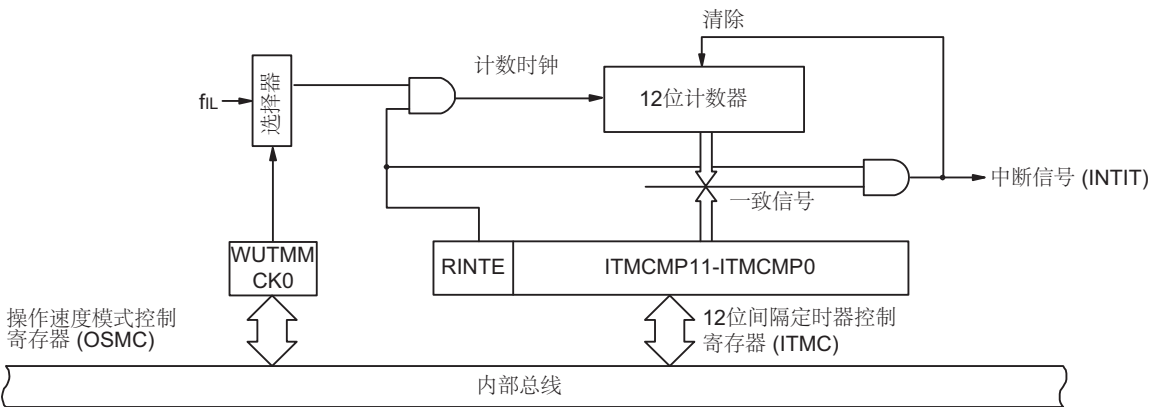 清除
计数时钟
选择器
fIL
12位计数器
中断信号 (INTIT)
一致信号
WUTMM
CK0
RINTE
ITMCMP11-ITMCMP0
操作速度模式控制
寄存器 (OSMC)
12位间隔定时器控制
寄存器 (ITMC)
内部总线